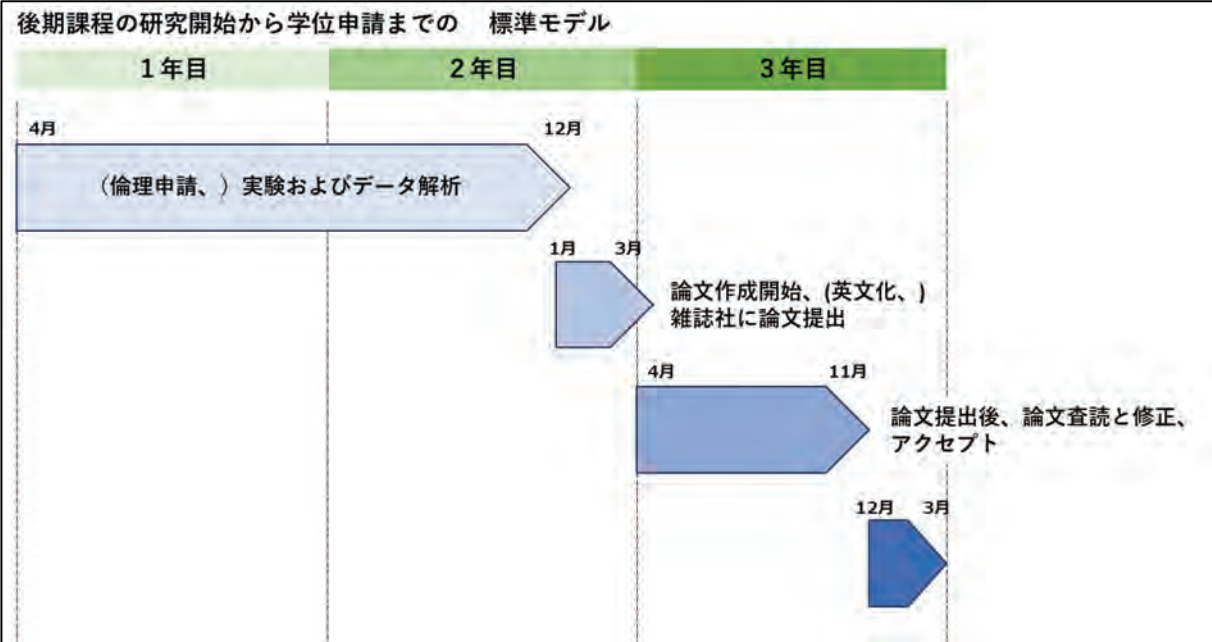 後期課程の研究開始から学位申請までの 標準モデル
1年目
2年目
3年目
4月
12月
(倫理申請、) 実験およびデータ解析
1月
3月
論文作成開始、(英文化、)
雑誌社に論文提出
4月
11月
論文提出後、論文査読と修正、
アクセプト
12月
3月